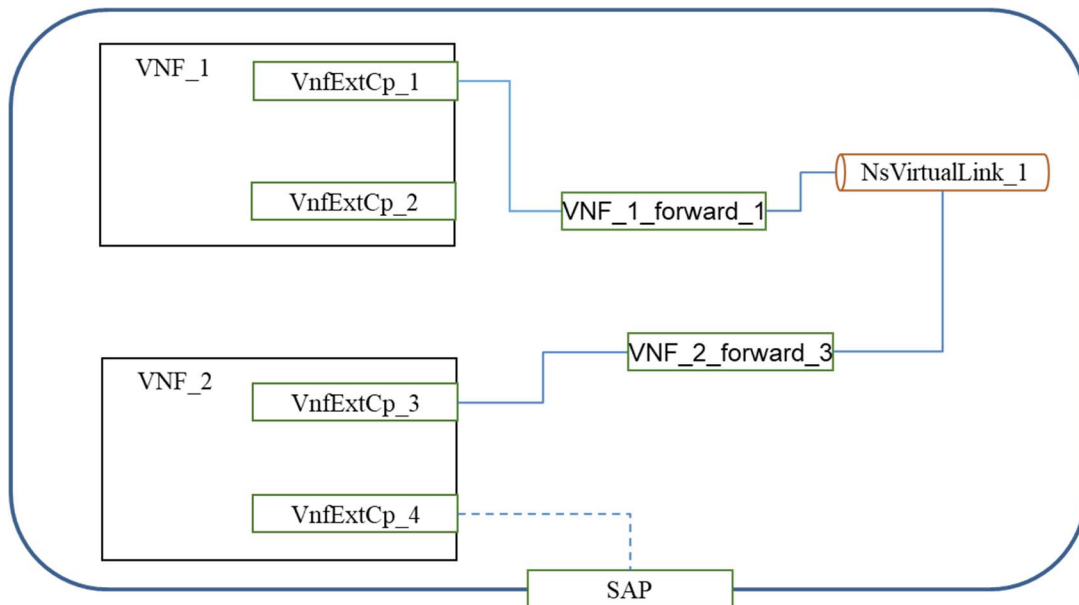 VNF_1
VnfExtCp_1
NsVirtualLink_1
VnfExtCp_2
VNF_1_forward_1
VNF_2_forward_3
VNF_2
VnfExtCp_3
VnfExtCp_4
SAP